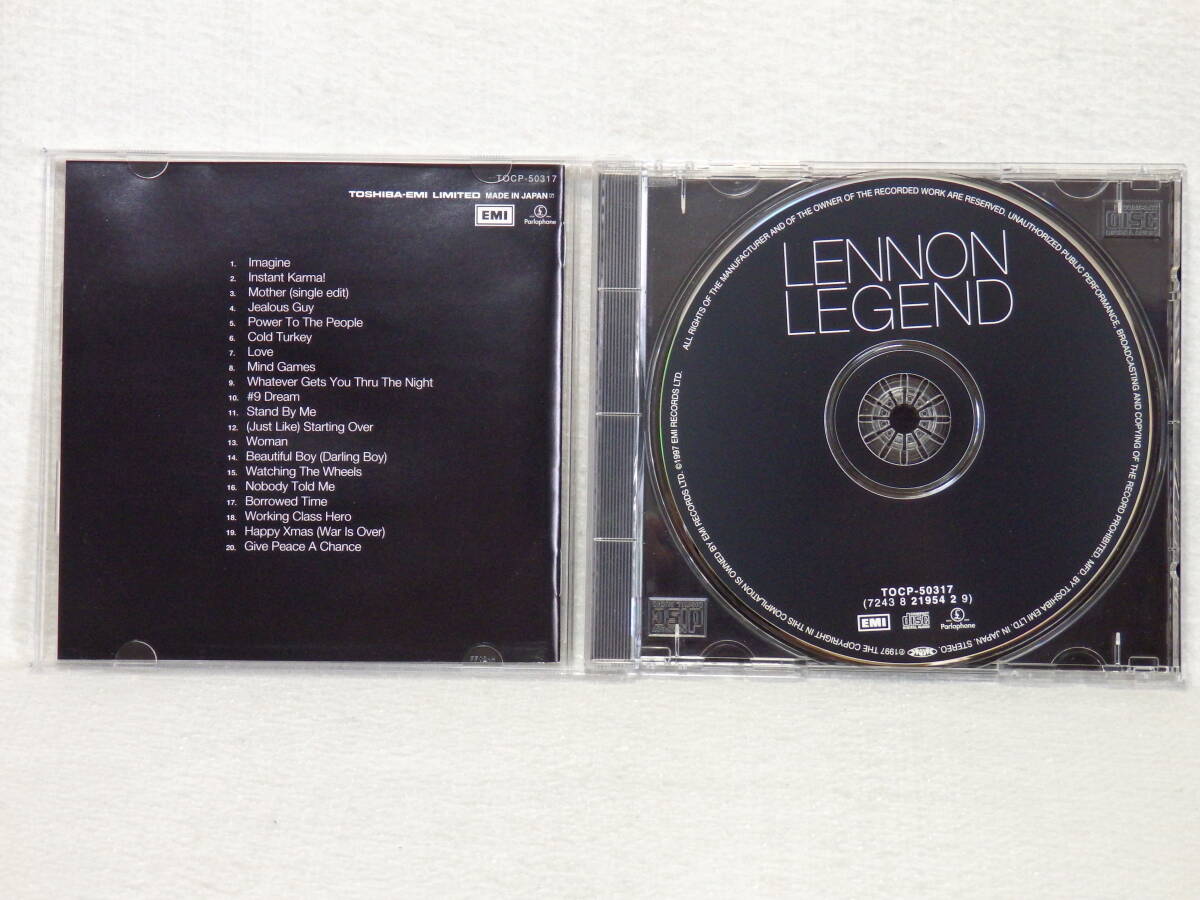 TOCP-50317
TOSHIBA-EMI LIMITED MADE IN JAPAN
EMI
Parlophone
1. Imagine
2. Instant Karma!
3. Mother (single edit)
4. Jealous Guy
5. Power To The People
6. Cold Turkey
7. Love
8. Mind Games
9. Whatever Gets You Thru The Night
10. #9 Dream
11. Stand By Me
12. (Just Like) Starting Over
13. Woman
14. Beautiful Boy (Darling Boy)
15. Watching The Wheels
16. Nobody Told Me
17. Borrowed Time
18. Working Class Hero
19. Happy Xmas (War Is Over)
20. Give Peace A Chance
LENNON
LEGEND
ALL RIGHTS OF THE MANUFACTURER AND OF THE OWNER OF THE RECORDED WORK ARE RESERVED. UNAUTHORIZED PUBLIC PERFORMANCE, BROADCASTING AND COPYING OF THE RECORD PROHIBITED. MFD. BY TOSHIBA EMI LTD. IN JAPAN. STEREO.
℗1997 THE COPYRIGHT IN THIS COMPILATION IS OWNED BY EMI RECORDS LTD. ©1997 EMI RECORDS LTD.
TOCP-50317
(7243 8 21954 2 9)
EMI
COMPACT
disc
DIGITAL AUDIO
Parlophone